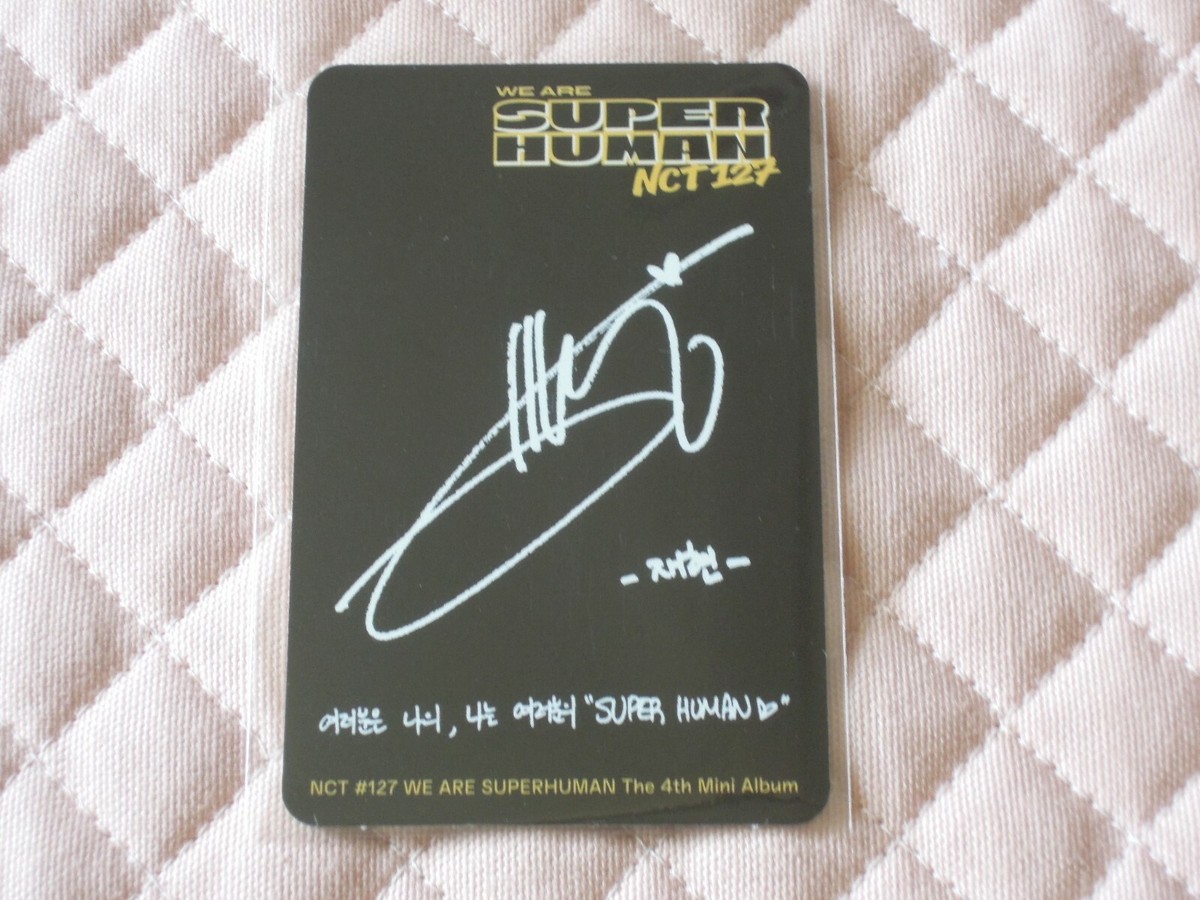 WE ARE
SUPER
HUMAN
NCT 127
- 재현 -
여러분은 나의, 나는 여러분의 "SUPER HUMAN♡"
NCT #127 WE ARE SUPERHUMAN The 4th Mini Album